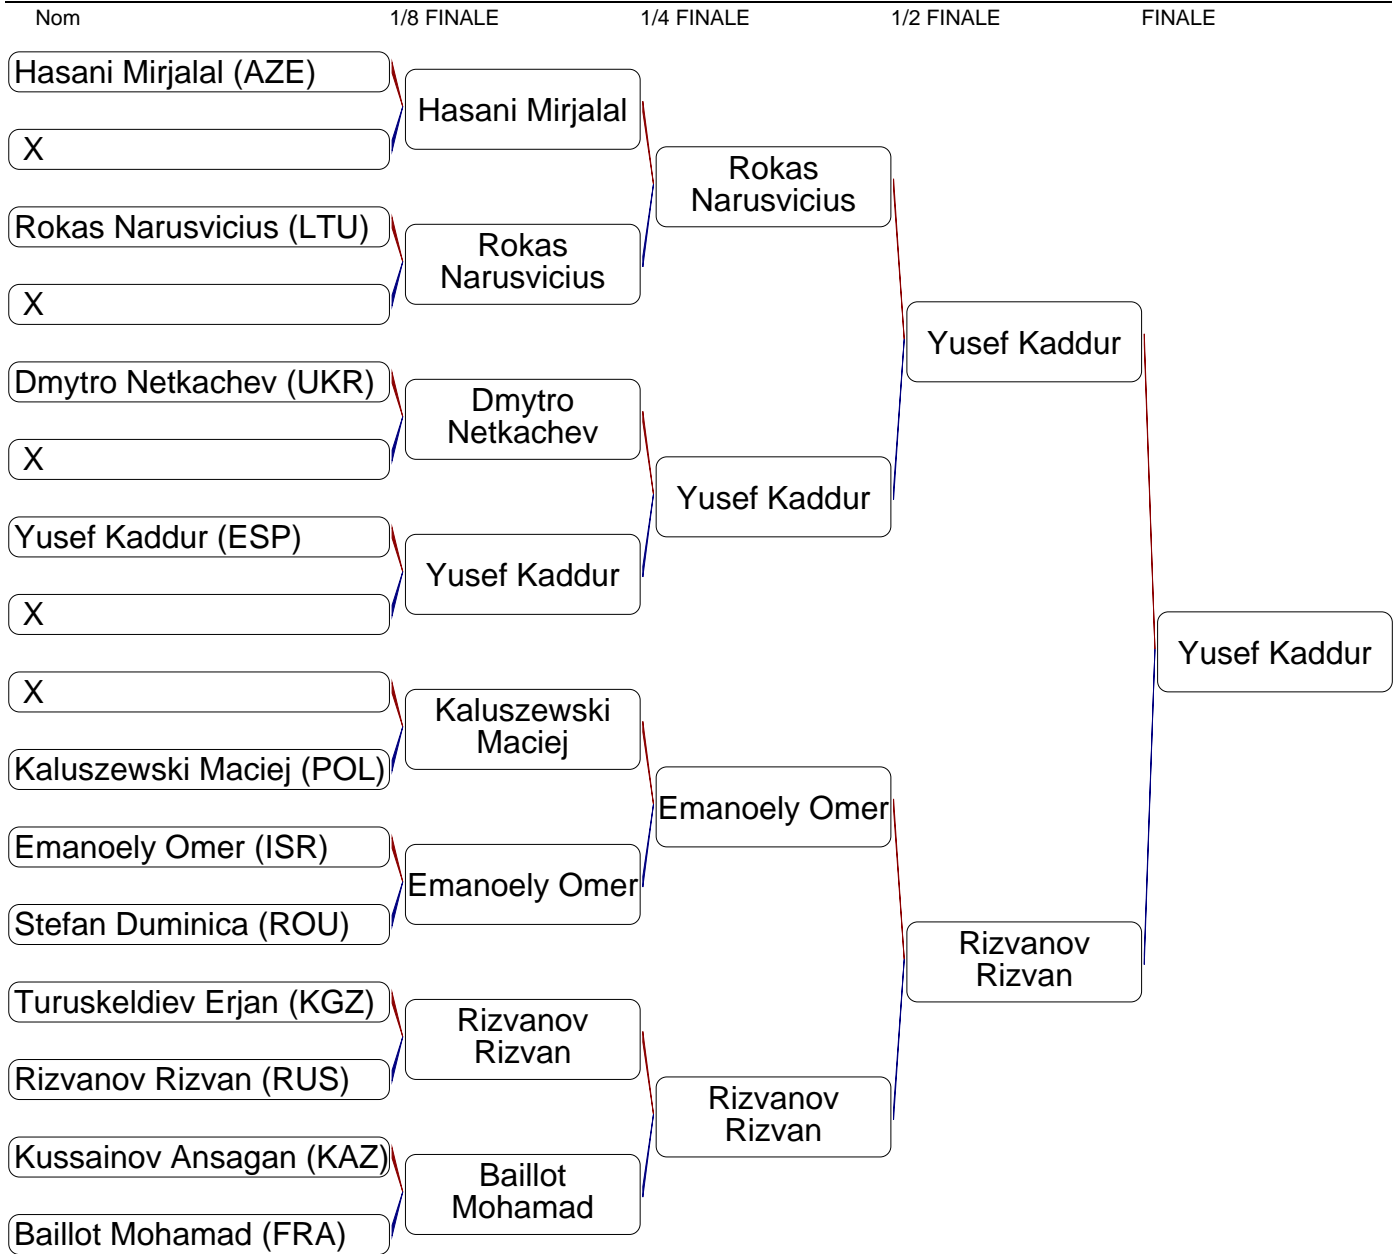 Nom 1/8 FINALE 1/4 FINALE 1/2 FINALE FINALE
Hasani Mirjalal (AZE)
X
Rokas Narusvicius (LTU)
X
Dmytro Netkachev (UKR)
X
Yusef Kaddur (ESP)
X
X
Kaluszewski Maciej (POL)
Emanoely Omer (ISR)
Stefan Duminica (ROU)
Turuskeldiev Erjan (KGZ)
Rizvanov Rizvan (RUS)
Kussainov Ansagan (KAZ)
Baillot Mohamad (FRA)
Hasani Mirjalal
Rokas
Narusvicius
Dmytro
Netkachev
Yusef Kaddur
Kaluszewski
Maciej
Emanoely Omer
Rizvanov
Rizvan
Baillot
Mohamad
Rokas
Narusvicius
Yusef Kaddur
Emanoely Omer
Rizvanov
Rizvan
Yusef Kaddur
Rizvanov
Rizvan
Yusef Kaddur